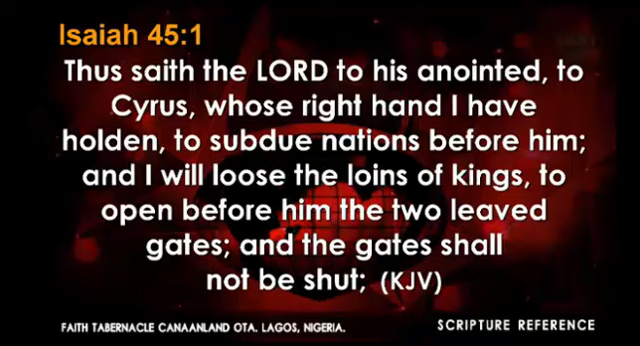 Isaiah 45:1
Thus saith the LORD to his anointed, to
Cyrus, whose right hand I have
holden, to subdue nations before him;
and I will loose the loins of kings, to
open before him the two leaved
gates; and the gates shall
not be shut; (KJV)
FAITH TABERNACLE CANAANLAND OTA. LAGOS, NIGERIA.
SCRIPTURE REFERENCE